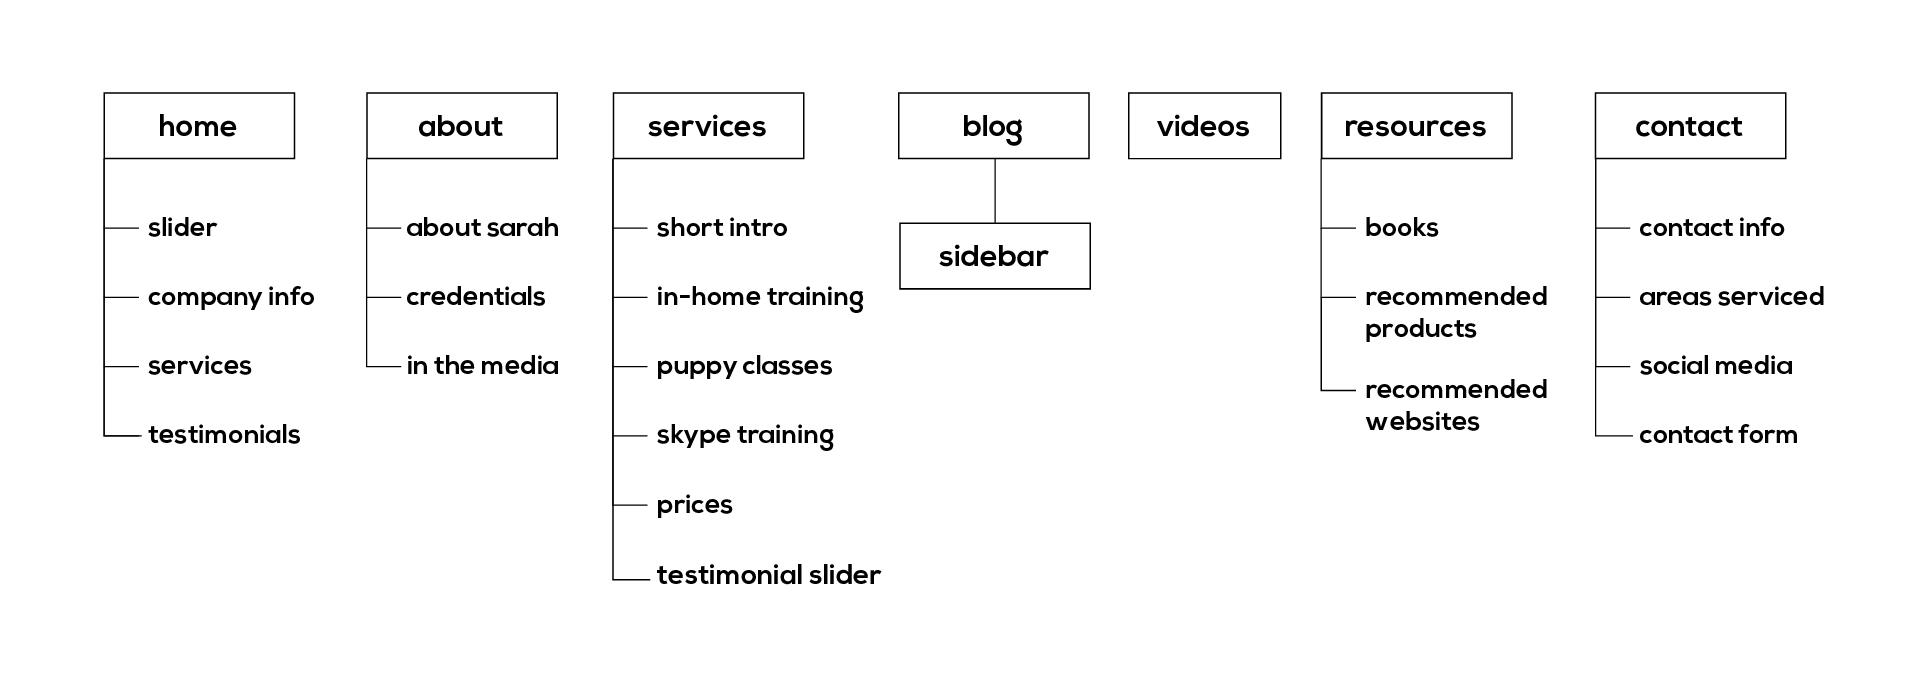 home
slider
company info
services
testimonials
about
about sarah
credentials
in the media
services
short intro
in-home training
puppy classes
skype training
prices
testimonial slider
blog
sidebar
videos
resources
books
recommended
products
recommended
websites
contact
contact info
areas serviced
social media
contact form